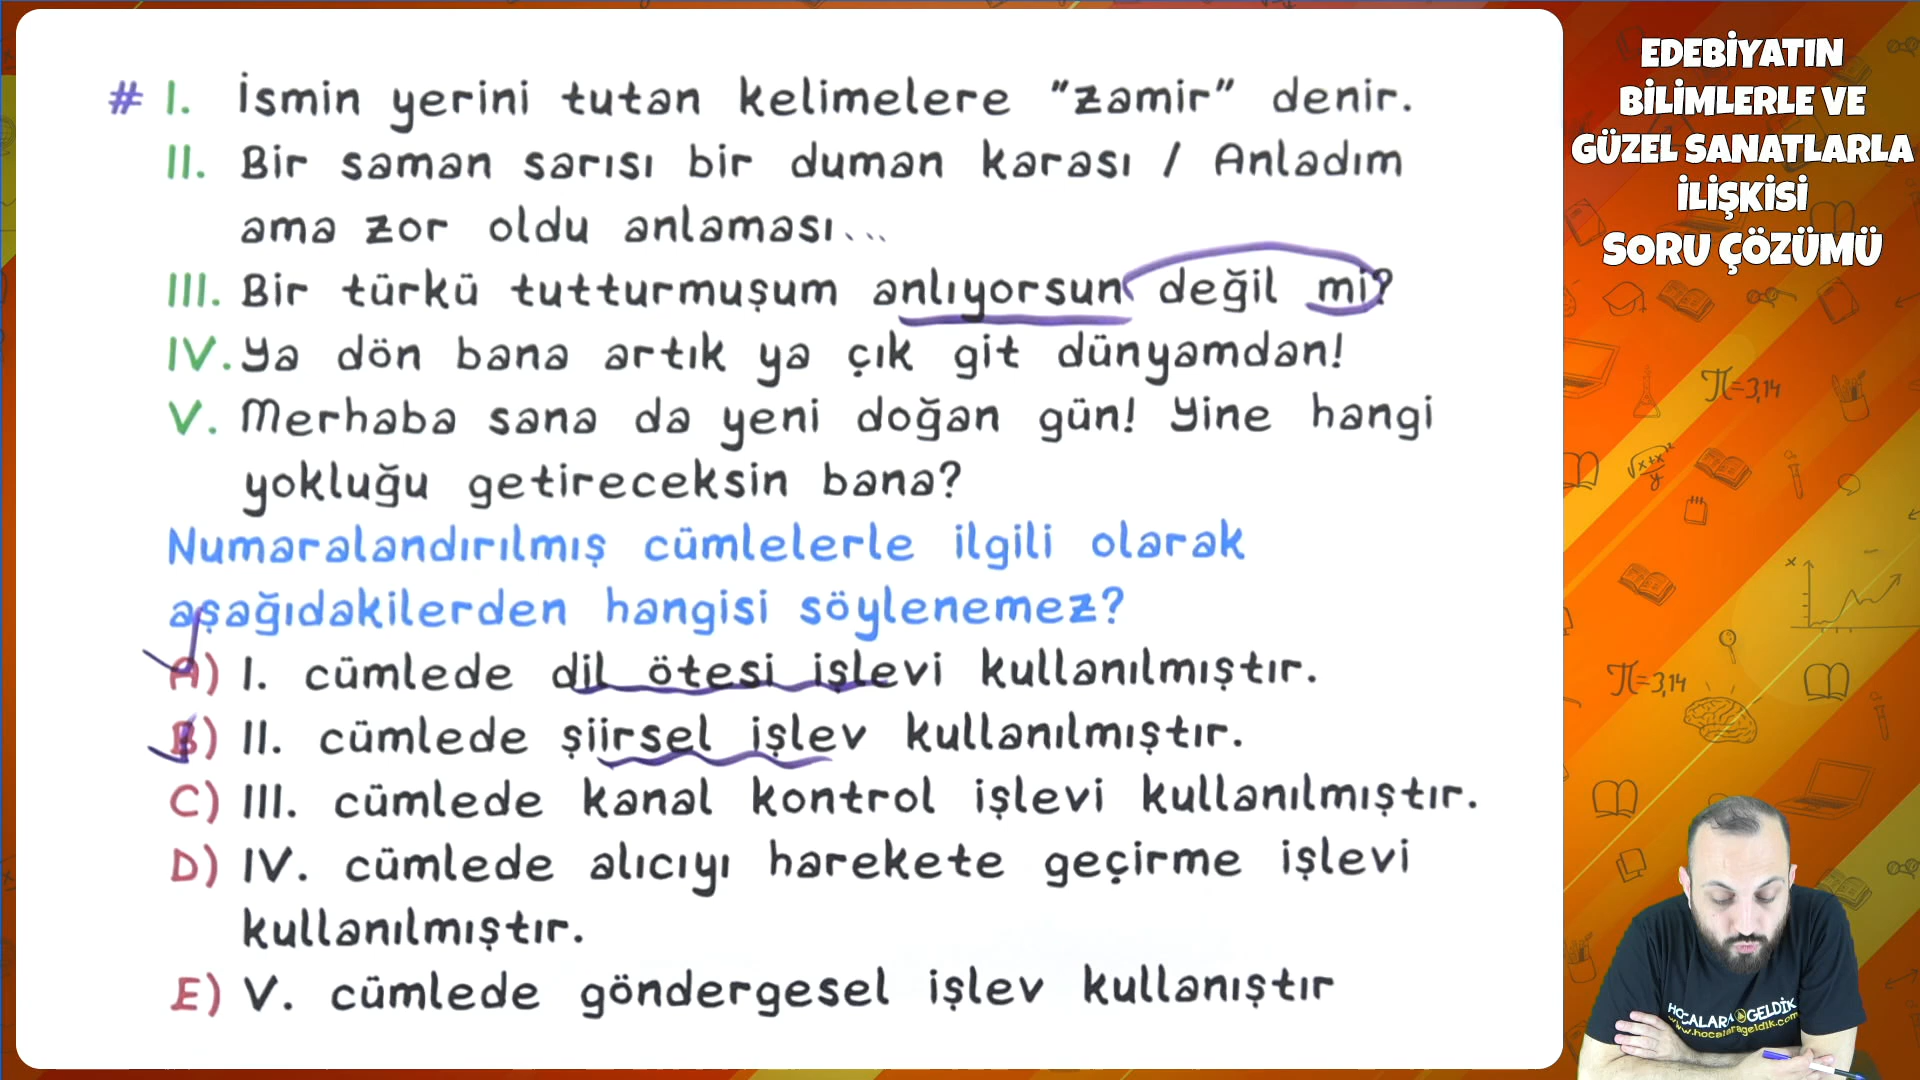 # I. İsmin yerini tutan kelimelere "zamir" denir.
II. Bir saman sarısı bir duman karası / Anladım
ama zor oldu anlaması...
III. Bir türkü tutturmuşum anlıyorsun değil mi?
IV. Ya dön bana artık ya çık git dünyamdan!
V. Merhaba sana da yeni doğan gün! Yine hangi
yokluğu getireceksin bana?
Numaralandırılmış cümlelerle ilgili olarak
aşağıdakilerden hangisi söylenemez?
A) I. cümlede dil ötesi işlevi kullanılmıştır.
B) II. cümlede şiirsel işlev kullanılmıştır.
C) III. cümlede kanal kontrol işlevi kullanılmıştır.
D) IV. cümlede alıcıyı harekete geçirme işlevi
kullanılmıştır.
E) V. cümlede göndergesel işlev kullanıştır
EDEBİYATIN
BİLİMLERLE VE
GÜZEL SANATLARLA
İLİŞKİSİ
SORU ÇÖZÜMÜ
π=3,14
π=3,14
HOCALARA GELDİK
www.hocalarageldik.com